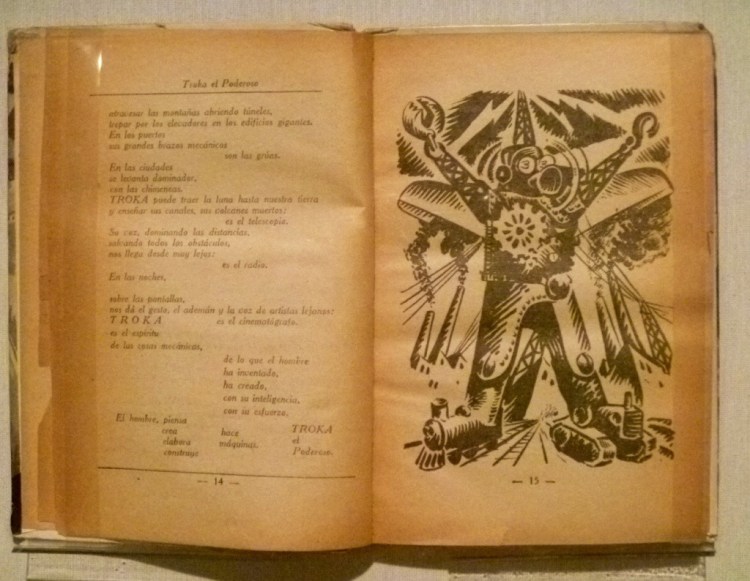 Troka el Poderoso
atravesar las montañas abriendo túneles,
trepar por los elevadores en los edificios gigantes.
En los puertos
sus grandes brazos mecánicos
son las grúas.
En las ciudades
se levanta dominador,
con las chimeneas.
TROKA puede traer la luna hasta nuestra tierra
y enseñar sus canales, sus volcanes muertos:
es el telescopio.
Su voz, dominando las distancias,
salvando todos los obstáculos,
nos llega desde muy lejos:
es el radio.
En las noches,
sobre las pantallas,
nos dá el gesto, el ademán y la voz de artistas lejanos:
TROKA es el cinematógrafo.
es el espíritu
de las cosas mecánicas,
de lo que el hombre
ha inventado,
ha creado,
con su inteligencia,
con su esfuerzo.
El hombre, piensa
crea hace TROKA
elabora máquinas. el
construye Poderoso.
— 14 —
— 15 —